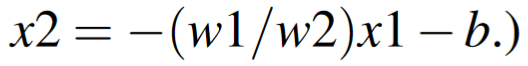 x2 = −(w1/w2)x1 − b.)